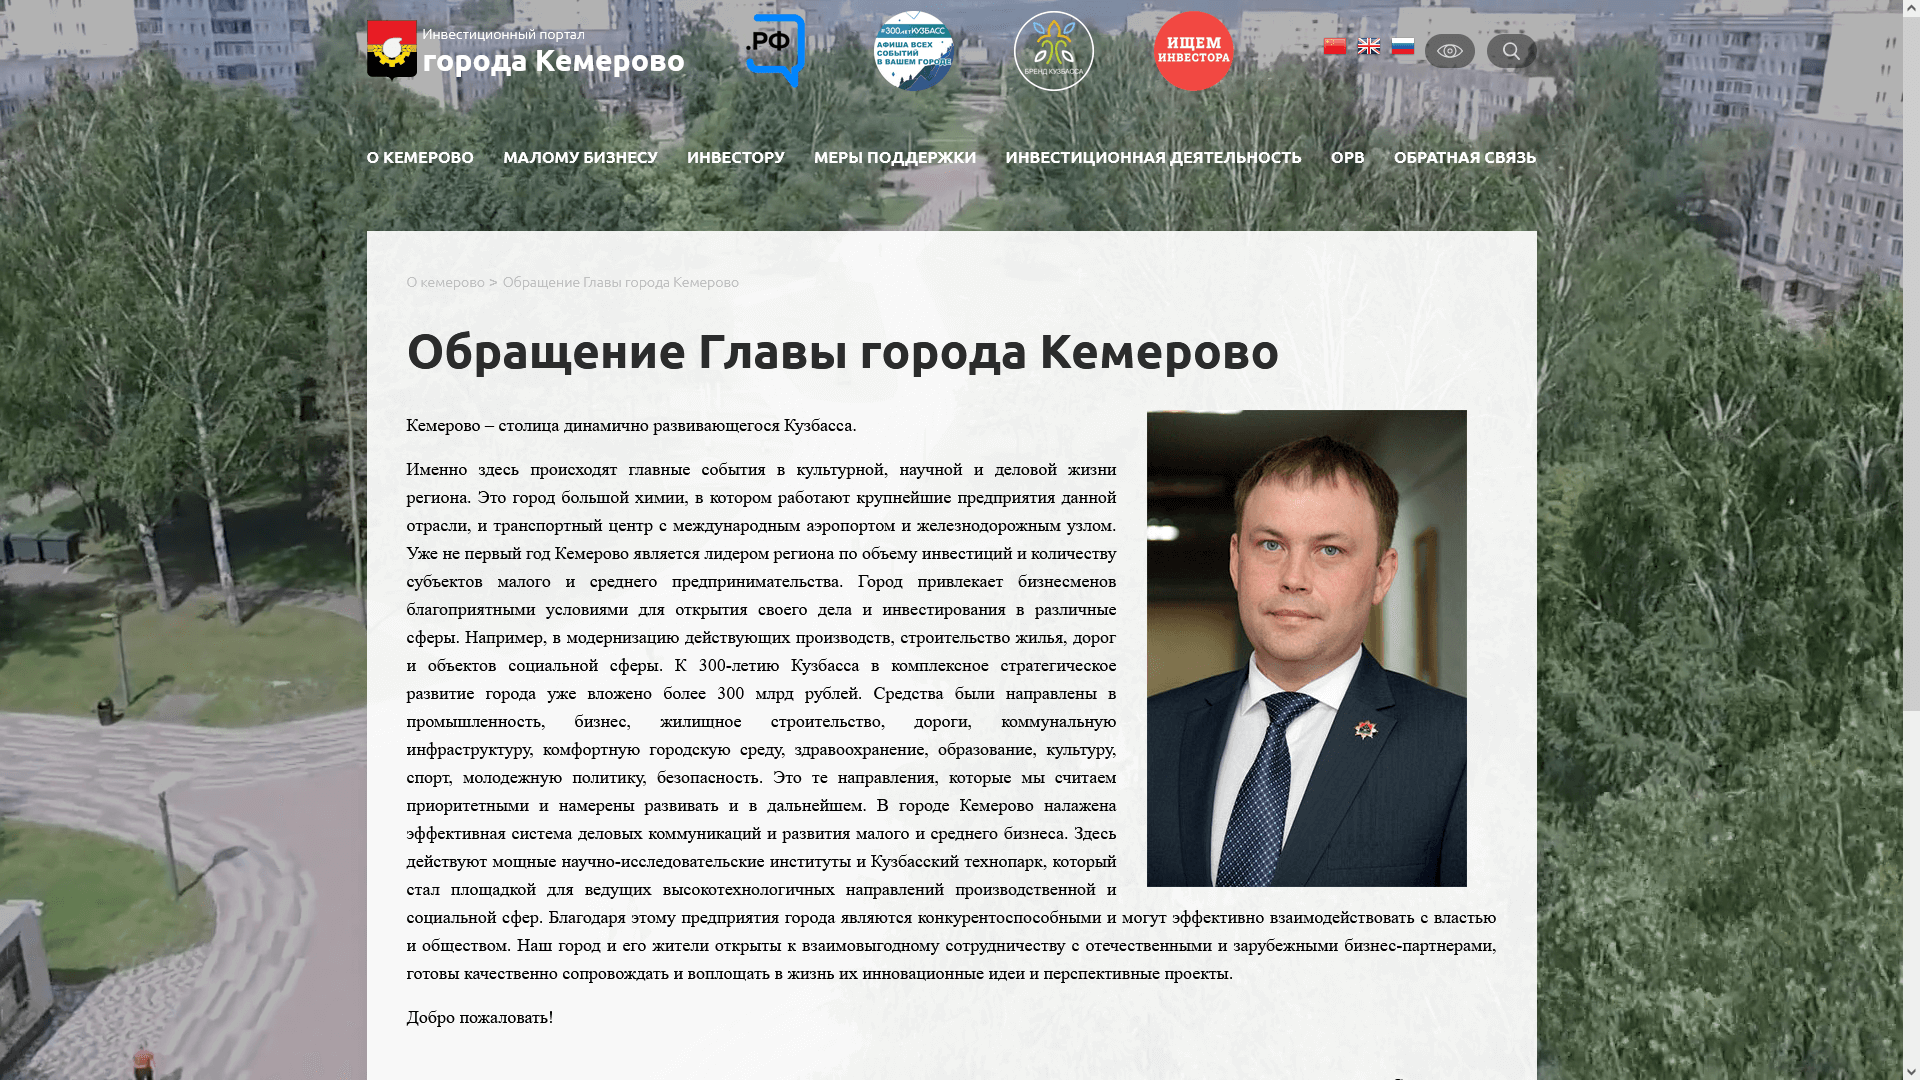 Инвестиционный портал
города Кемерово
.РФ
#300ЛЕТКУЗБАСС
АФИША ВСЕХ
СОБЫТИЙ
В ВАШЕМ ГОРОДЕ
БРЕНД КУЗБАССА
ИЩЕМ
ИНВЕСТОРА
О КЕМЕРОВО МАЛОМУ БИЗНЕСУ ИНВЕСТОРУ МЕРЫ ПОДДЕРЖКИ ИНВЕСТИЦИОННАЯ ДЕЯТЕЛЬНОСТЬ ОРВ ОБРАТНАЯ СВЯЗЬ
О кемерово > Обращение Главы города Кемерово
Обращение Главы города Кемерово
Кемерово – столица динамично развивающегося Кузбасса.
Именно здесь происходят главные события в культурной, научной и деловой жизни
региона. Это город большой химии, в котором работают крупнейшие предприятия данной
отрасли, и транспортный центр с международным аэропортом и железнодорожным узлом.
Уже не первый год Кемерово является лидером региона по объему инвестиций и количеству
субъектов малого и среднего предпринимательства. Город привлекает бизнесменов
благоприятными условиями для открытия своего дела и инвестирования в различные
сферы. Например, в модернизацию действующих производств, строительство жилья, дорог
и объектов социальной сферы. К 300-летию Кузбасса в комплексное стратегическое
развитие города уже вложено более 300 млрд рублей. Средства были направлены в
промышленность, бизнес, жилищное строительство, дороги, коммунальную
инфраструктуру, комфортную городскую среду, здравоохранение, образование, культуру,
спорт, молодежную политику, безопасность. Это те направления, которые мы считаем
приоритетными и намерены развивать и в дальнейшем. В городе Кемерово налажена
эффективная система деловых коммуникаций и развития малого и среднего бизнеса. Здесь
действуют мощные научно-исследовательские институты и Кузбасский технопарк, который
стал площадкой для ведущих высокотехнологичных направлений производственной и
социальной сфер. Благодаря этому предприятия города являются конкурентоспособными и могут эффективно взаимодействовать с властью
и обществом. Наш город и его жители открыты к взаимовыгодному сотрудничеству с отечественными и зарубежными бизнес-партнерами,
готовы качественно сопровождать и воплощать в жизнь их инновационные идеи и перспективные проекты.
Добро пожаловать!